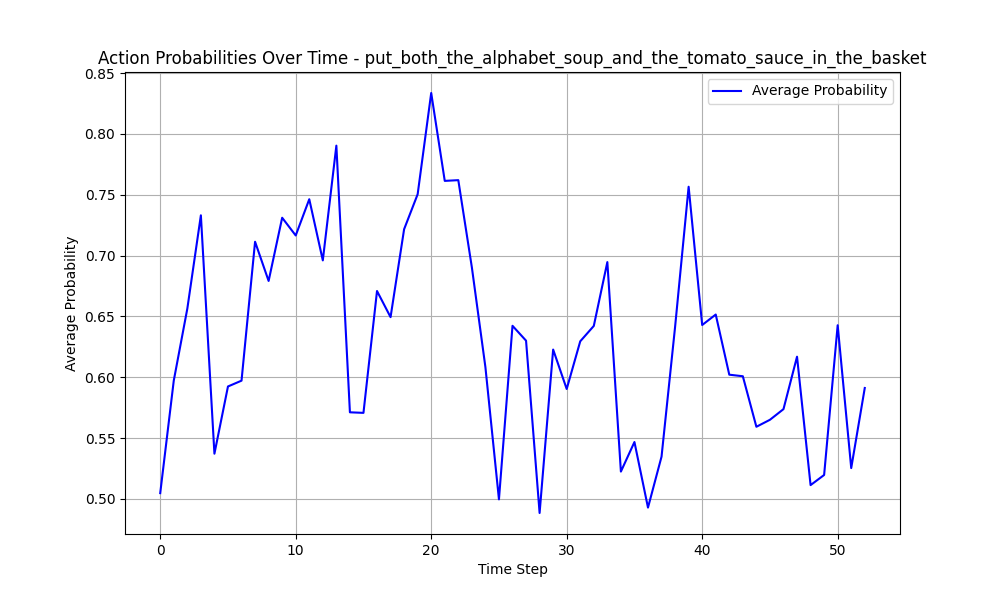 Action Probabilities Over Time - put_both_the_alphabet_soup_and_the_tomato_sauce_in_the_basket
Average Probability
0.85
0.80
0.75
0.70
0.65
0.60
0.55
0.50
Average Probability
0 10 20 30 40 50
Time Step